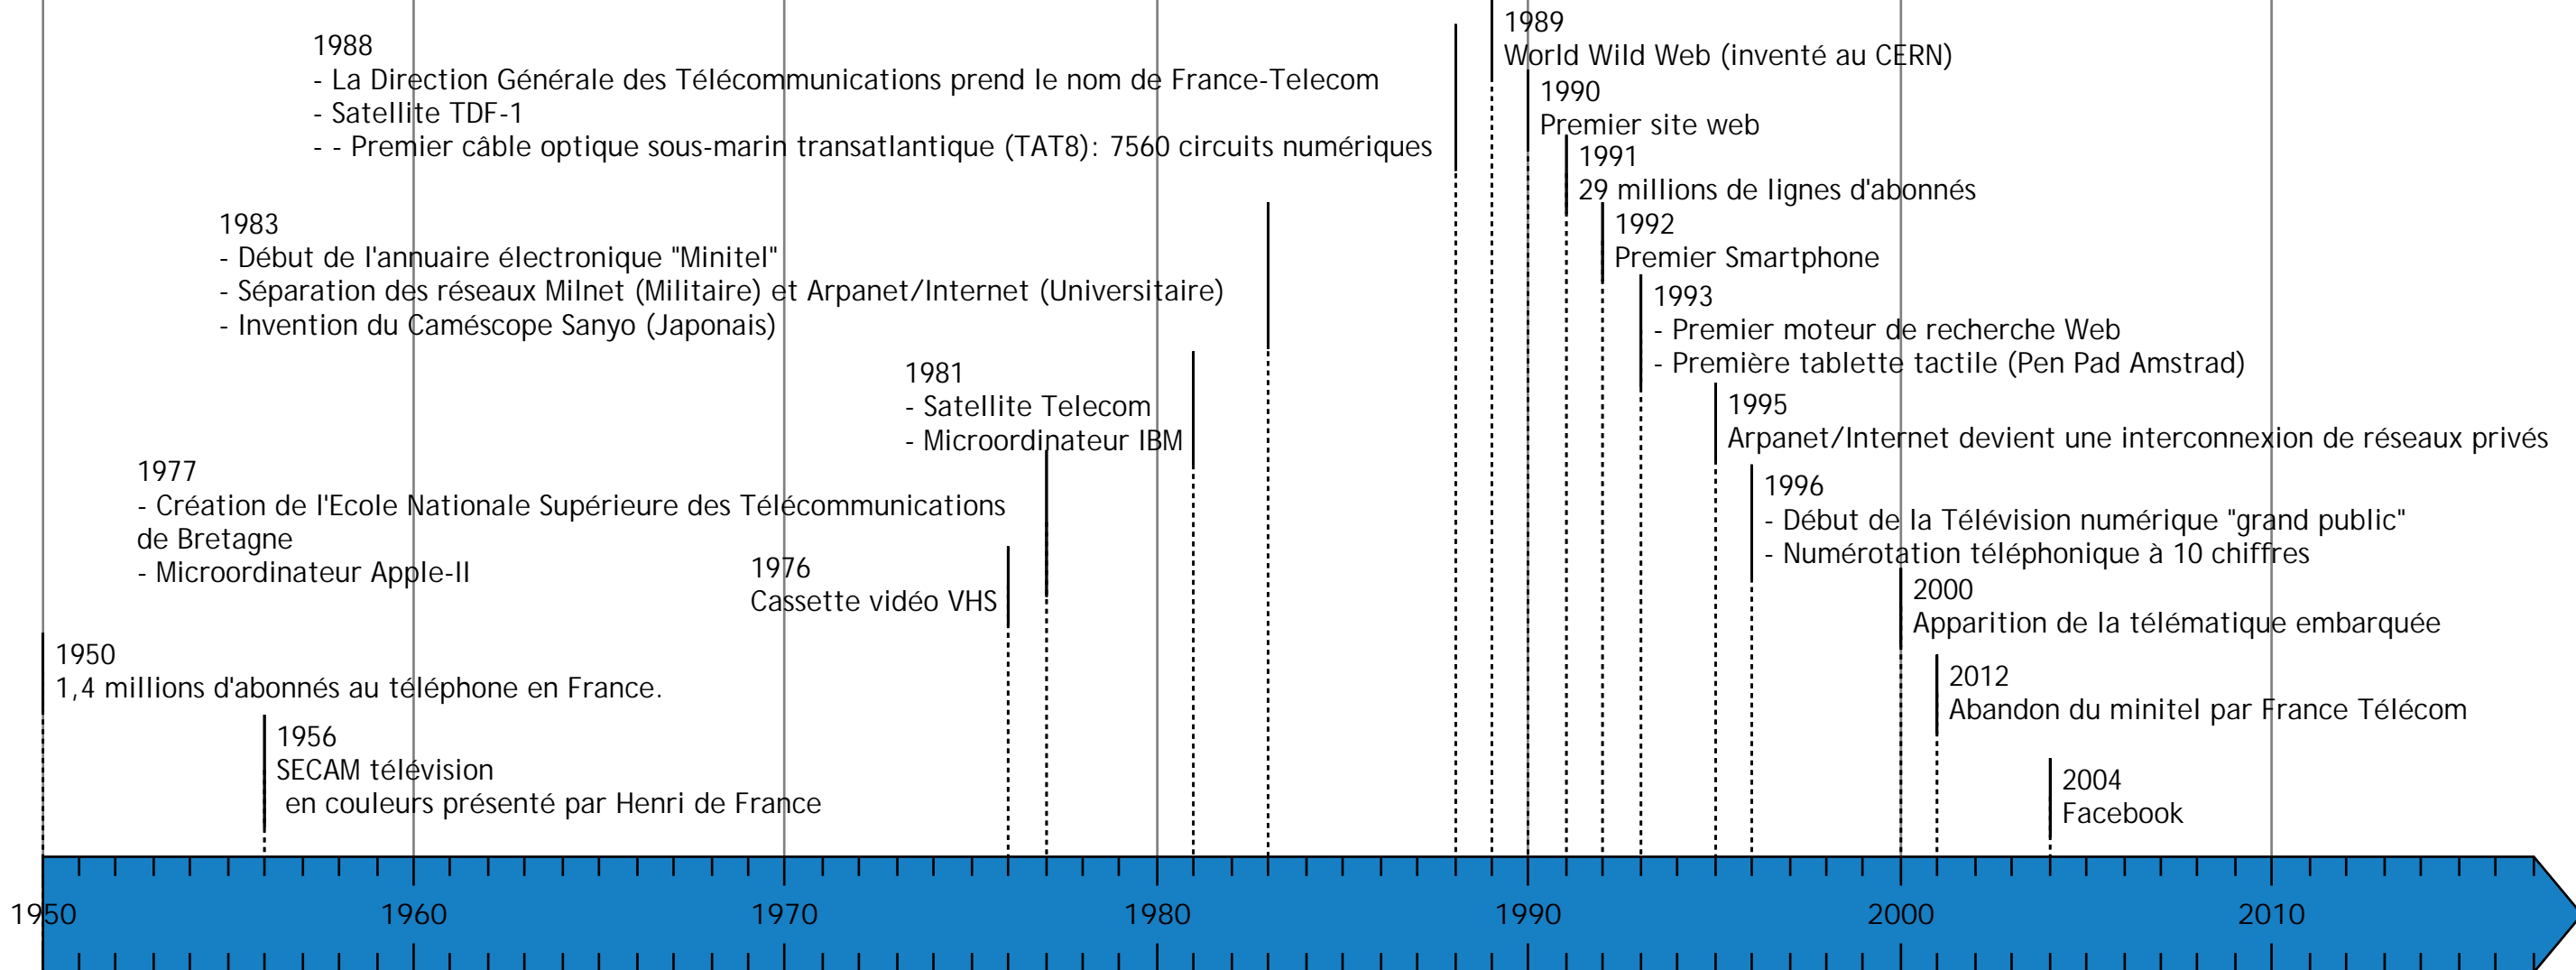 1988
- La Direction Générale des Télécommunications prend le nom de France-Telecom
- Satellite TDF-1
- - Premier câble optique sous-marin transatlantique (TAT8): 7560 circuits numériques
1989
World Wild Web (inventé au CERN)
1990
Premier site web
1991
29 millions de lignes d'abonnés
1992
Premier Smartphone
1983
- Début de l'annuaire électronique "Minitel"
- Séparation des réseaux Milnet (Militaire) et Arpanet/Internet (Universitaire)
- Invention du Caméscope Sanyo (Japonais)
1993
- Premier moteur de recherche Web
- Première tablette tactile (Pen Pad Amstrad)
1981
- Satellite Telecom
- Microordinateur IBM
1995
Arpanet/Internet devient une interconnexion de réseaux privés
1977
- Création de l'Ecole Nationale Supérieure des Télécommunications
de Bretagne
- Microordinateur Apple-II
1996
- Début de la Télévision numérique "grand public"
- Numérotation téléphonique à 10 chiffres
1976
Cassette vidéo VHS
2000
Apparition de la télématique embarquée
1950
1,4 millions d'abonnés au téléphone en France.
2012
Abandon du minitel par France Télécom
1956
SECAM télévision
en couleurs présenté par Henri de France
2004
Facebook
1950 1960 1970 1980 1990 2000 2010